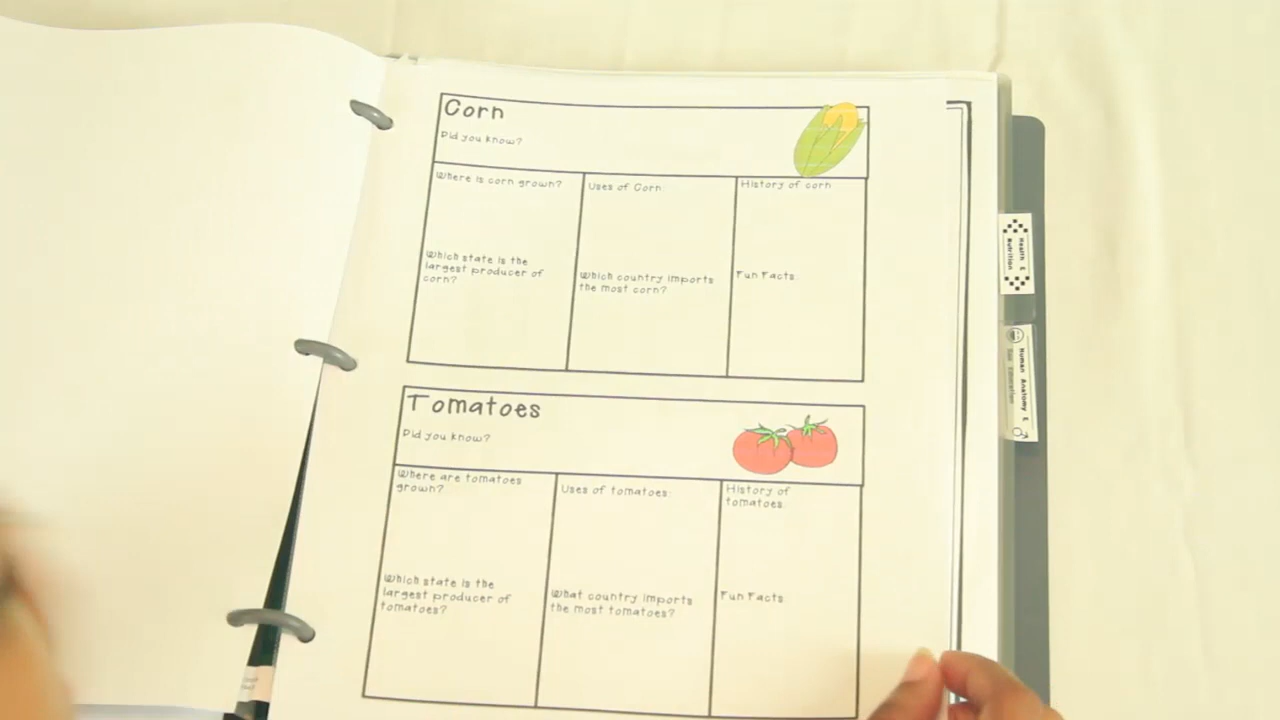 Corn
Did you know?
Where is corn grown?
Which state is the
largest producer of
corn?
Uses of Corn:
Which country imports
the most corn?
History of corn
Fun Facts:
Tomatoes
Did you know?
Where are tomatoes
grown?
Which state is the
largest producer of
tomatoes?
Uses of tomatoes:
What country imports
the most tomatoes?
History of
tomatoes:
Fun Facts:
Health &
Nutrition
Human Anatomy &